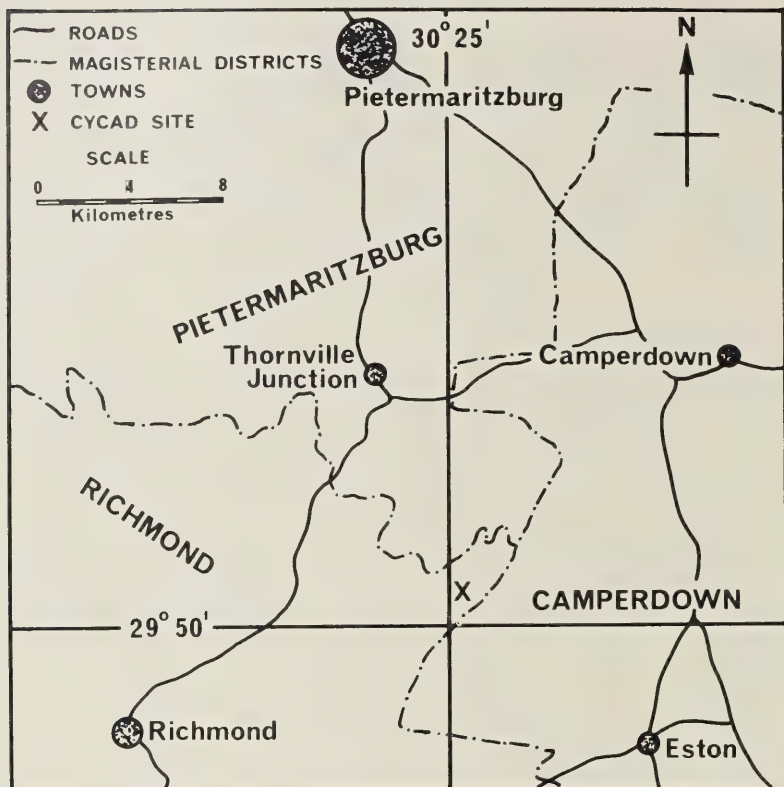 ROADS
MAGISTERIAL DISTRICTS
TOWNS
X CYCAD SITE
SCALE
0 4 8
Kilometres
30° 25'
N
Pietermaritzburg
PIETERMARITZBURG
Thornville
Junction
Camperdown
RICHMOND
X
CAMPERDOWN
29° 50'
Richmond
Eston